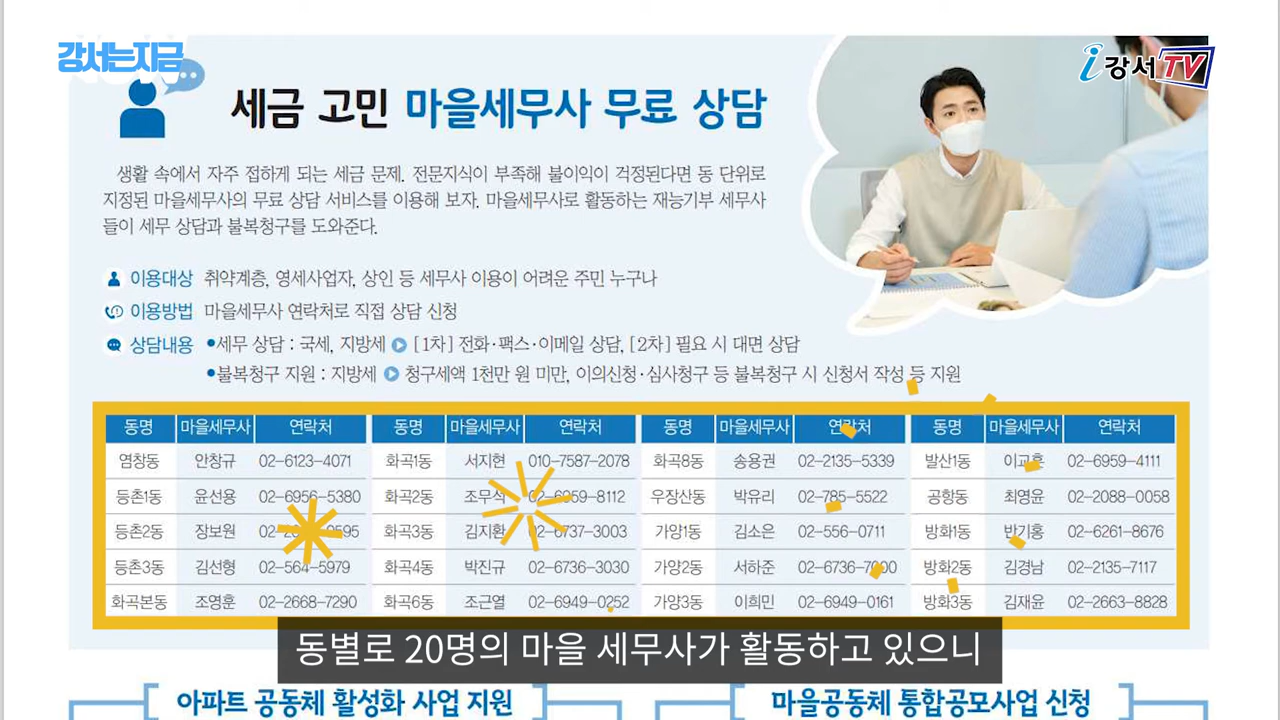 강서는지금
i강서TV
세금 고민 마을세무사 무료 상담
생활 속에서 자주 접하게 되는 세금 문제. 전문지식이 부족해 불이익이 걱정된다면 동 단위로
지정된 마을세무사의 무료 상담 서비스를 이용해 보자. 마을세무사로 활동하는 재능기부 세무사
들이 세무 상담과 불복청구를 도와준다.
이용대상 취약계층, 영세사업자, 상인 등 세무사 이용이 어려운 주민 누구나
이용방법 마을세무사 연락처로 직접 상담 신청
상담내용 •세무 상담 : 국세, 지방세 ▶ [1차] 전화·팩스·이메일 상담, [2차] 필요 시 대면 상담
•불복청구 지원 : 지방세 ▶ 청구세액 1천만 원 미만, 이의신청·심사청구 등 불복청구 시 신청서 작성 등 지원
동명 마을세무사 연락처 동명 마을세무사 연락처 동명 마을세무사 연락처 동명 마을세무사 연락처
염창동 안창규 02-6123-4071 화곡1동 서지현 010-7587-2078 화곡8동 송용권 02-2135-5339 발산1동 이교훈 02-6959-4111
등촌1동 윤선용 02-6956-5380 화곡2동 조무석 02-6959-8112 우장산동 박유리 02-785-5522 공항동 최영윤 02-2088-0058
등촌2동 장보원 화곡3동 김지환 02-6737-3003 가양1동 김소은 02-556-0711 방화1동 반기홍 02-6261-8676
등촌3동 김선형 02-564-5979 화곡4동 박진규 02-6736-3030 가양2동 서하준 방화2동 김경남 02-2135-7117
화곡본동 조영훈 02-2668-7290 화곡6동 조근열 02-6949-0252 가양3동 이희민 02-6949-0161 방화3동 김재윤 02-2663-8828
동별로 20명의 마을 세무사가 활동하고 있으니
아파트 공동체 활성화 사업 지원 마을공동체 통합공모사업 신청